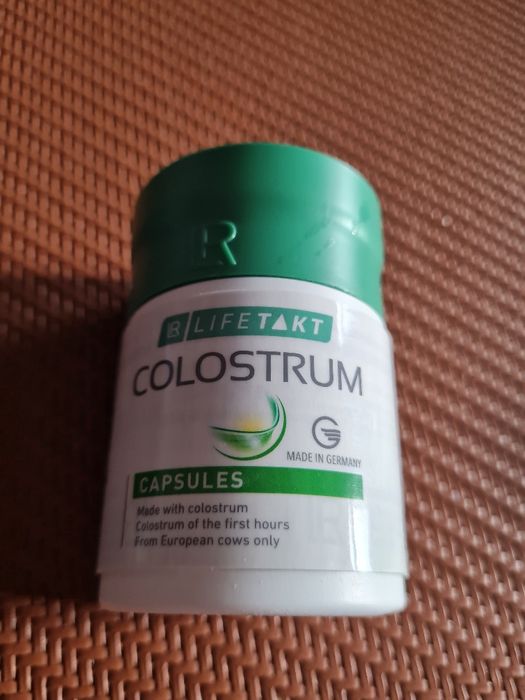 LR
LR LIFETAKT
COLOSTRUM
MADE IN GERMANY
CAPSULES
Made with colostrum
Colostrum of the first hours
From European cows only